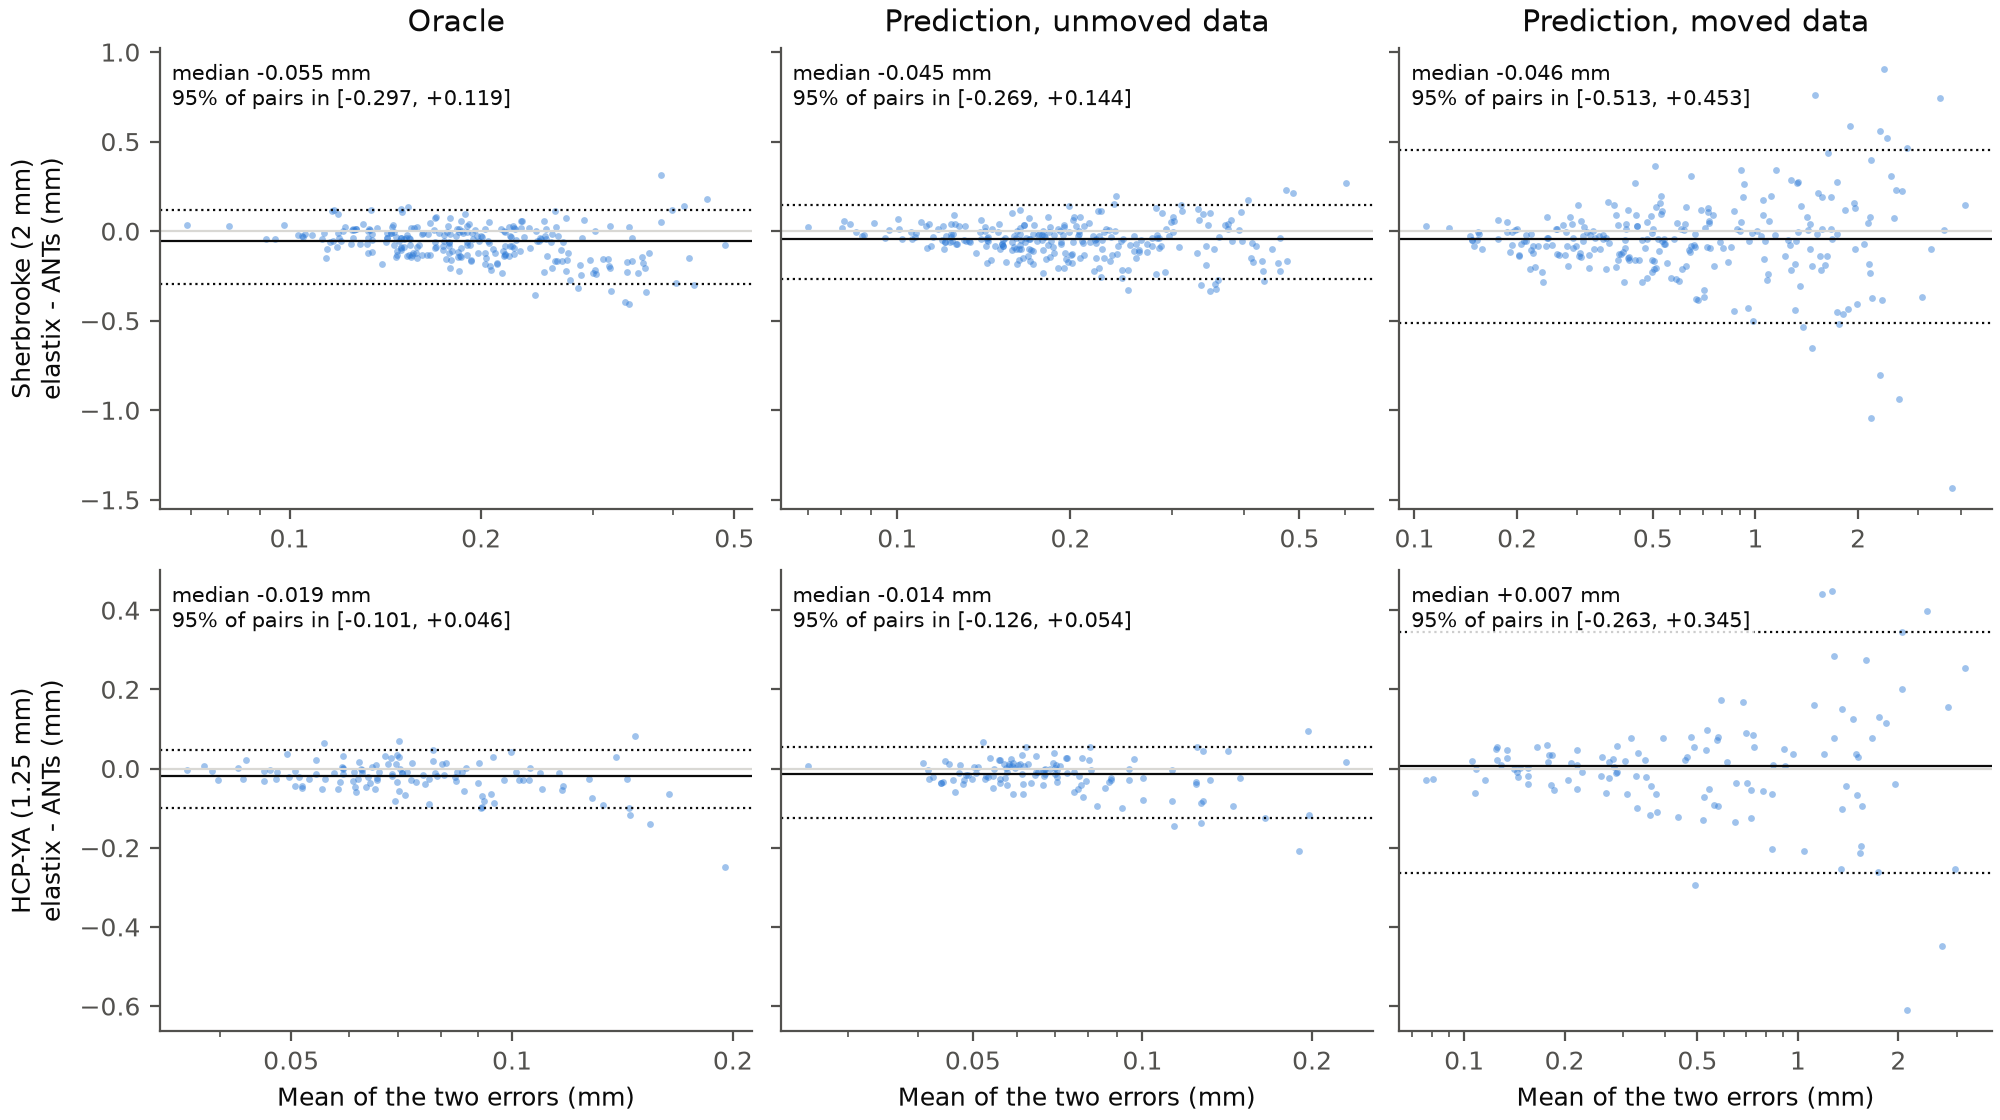 Oracle
Prediction, unmoved data
Prediction, moved data
Sherbrooke (2 mm)
elastix - ANTs (mm)
1.0
0.5
0.0
−0.5
−1.0
−1.5
median -0.055 mm
95% of pairs in [-0.297, +0.119]
median -0.045 mm
95% of pairs in [-0.269, +0.144]
median -0.046 mm
95% of pairs in [-0.513, +0.453]
0.1
0.2
0.5
0.1
0.2
0.5
0.1
0.2
0.5
1
2
HCP-YA (1.25 mm)
elastix - ANTs (mm)
0.4
0.2
0.0
−0.2
−0.4
−0.6
median -0.019 mm
95% of pairs in [-0.101, +0.046]
median -0.014 mm
95% of pairs in [-0.126, +0.054]
median +0.007 mm
95% of pairs in [-0.263, +0.345]
0.05
0.1
0.2
0.05
0.1
0.2
0.1
0.2
0.5
1
2
Mean of the two errors (mm)
Mean of the two errors (mm)
Mean of the two errors (mm)